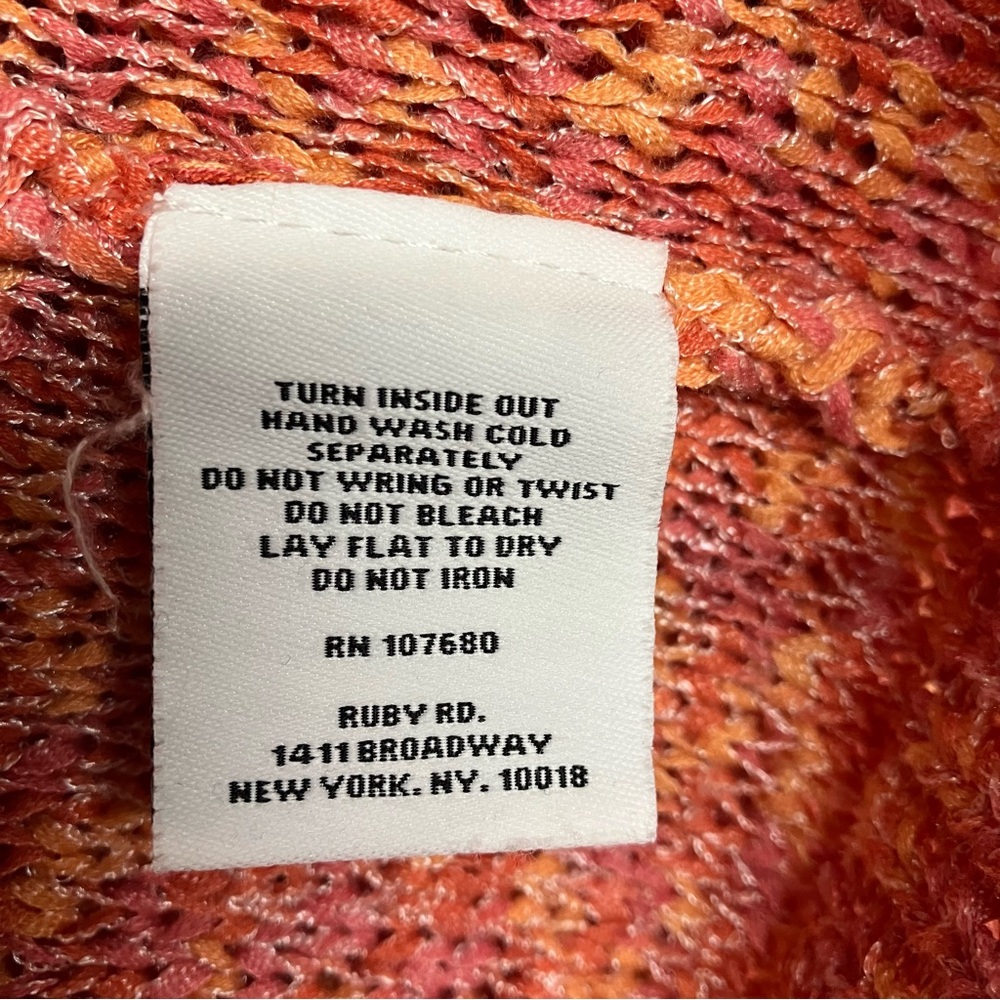 TURN INSIDE OUT
HAND WASH COLD
SEPARATELY
DO NOT WRING OR TWIST
DO NOT BLEACH
LAY FLAT TO DRY
DO NOT IRON
RN 107680
RUBY RD.
1411 BROADWAY
NEW YORK. NY. 10018